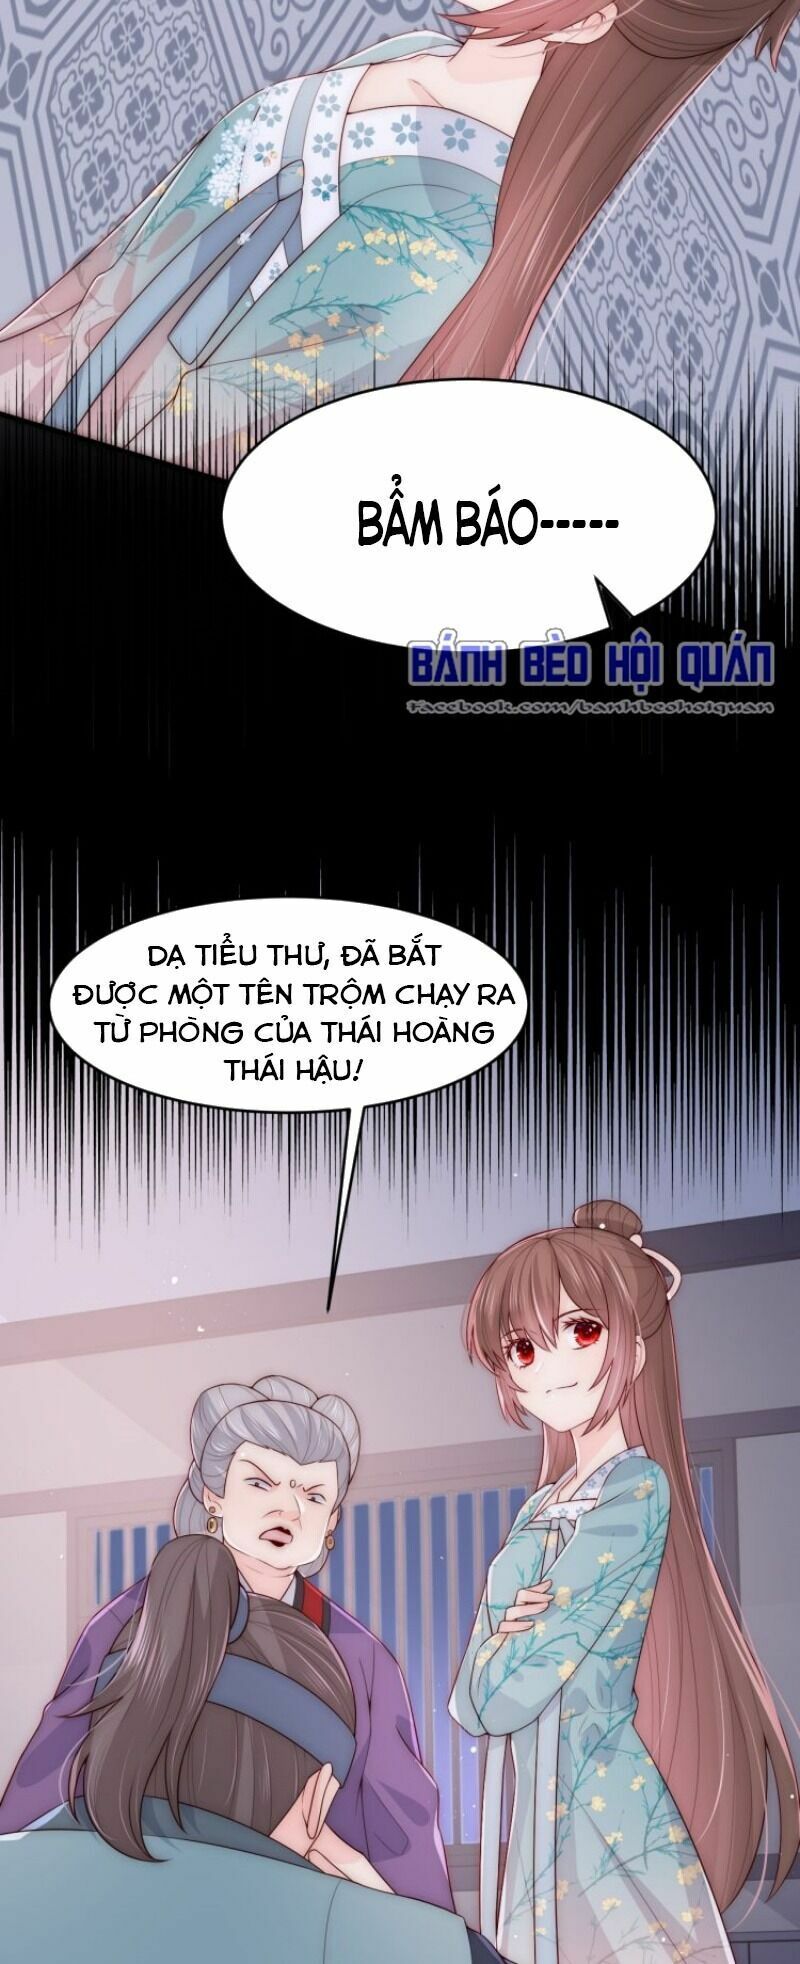 BẨM BÁO-----
BÁNH BÈO HỘI QUÁN
Facebook.com/banhbeohoiquan
DẠ TIỂU THƯ, ĐÃ BẮT
ĐƯỢC MỘT TÊN TRỘM CHẠY RA
TỪ PHÒNG CỦA THÁI HOÀNG
THÁI HẬU!